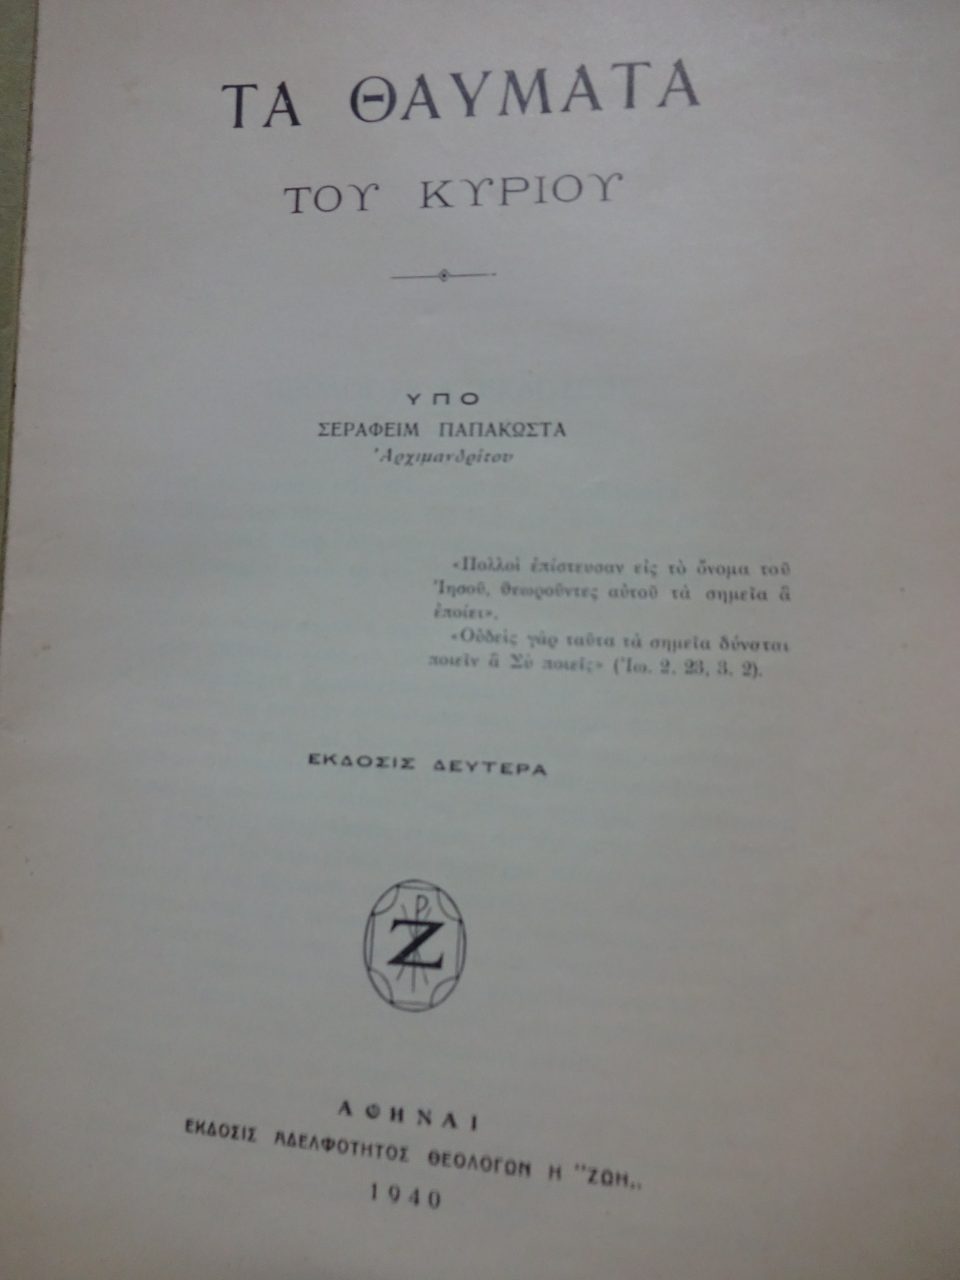 ΤΑ ΘΑΥΜΑΤΑ
ΤΟΥ ΚΥΡΙΟΥ
ΥΠΟ
ΣΕΡΑΦΕΙΜ ΠΑΠΑΚΩΣΤΑ
Ἀρχιμανδρίτου
«Πολλοὶ ἐπίστευσαν εἰς τὸ ὄνομα τοῦ
Ἰησοῦ, θεωροῦντες αὐτοῦ τὰ σημεῖα ἃ
ἐποίει».
«Οὐδεὶς γὰρ ταῦτα τὰ σημεῖα δύναται
ποιεῖν ἃ Σὺ ποιεῖς» (Ἰω. 2, 23, 3, 2).
ΕΚΔΟΣΙΣ ΔΕΥΤΕΡΑ
Ζ
ΑΘΗΝΑΙ
ΕΚΔΟΣΙΣ ΑΔΕΛΦΟΤΗΤΟΣ ΘΕΟΛΟΓΩΝ Η "ΖΩΗ„
1940